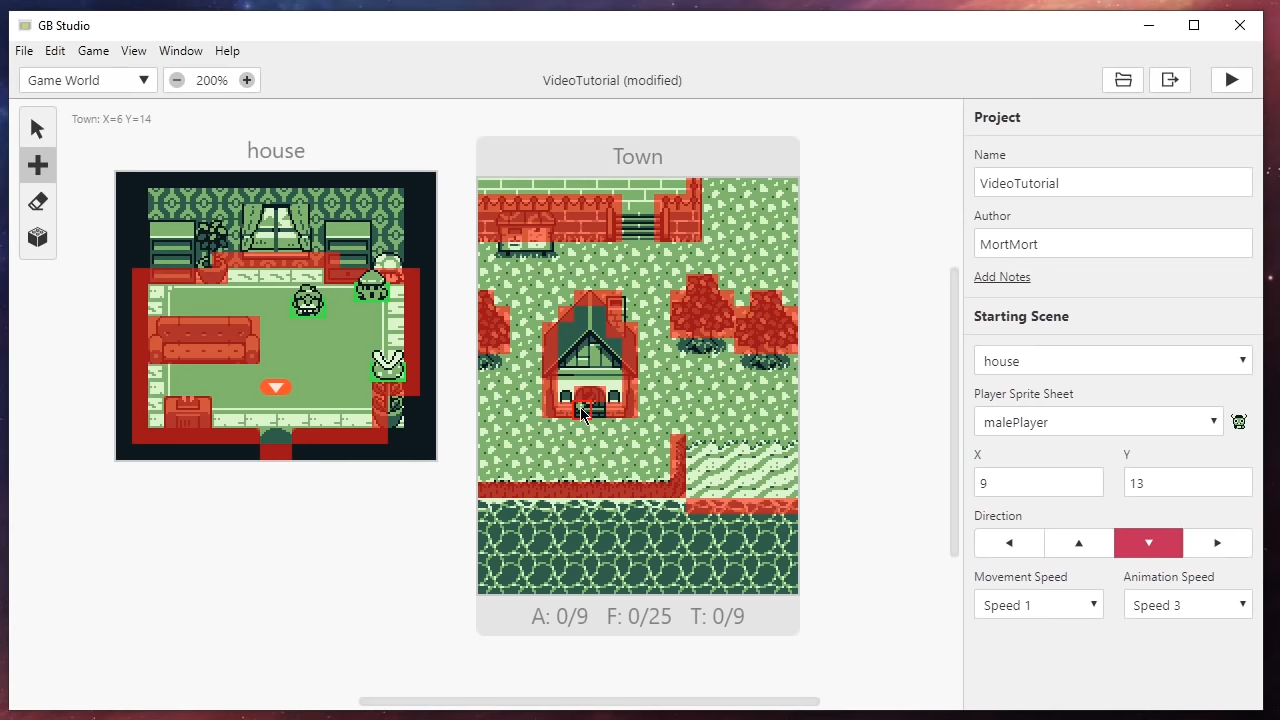 GB Studio
File Edit Game View Window Help
Game World 200% VideoTutorial (modified)
Town: X=6 Y=14
house
Town
A: 0/9 F: 0/25 T: 0/9
Project
Name
VideoTutorial
Author
MortMort
Add Notes
Starting Scene
house
Player Sprite Sheet
malePlayer
X Y
9 13
Direction
Movement Speed Animation Speed
Speed 1 Speed 3